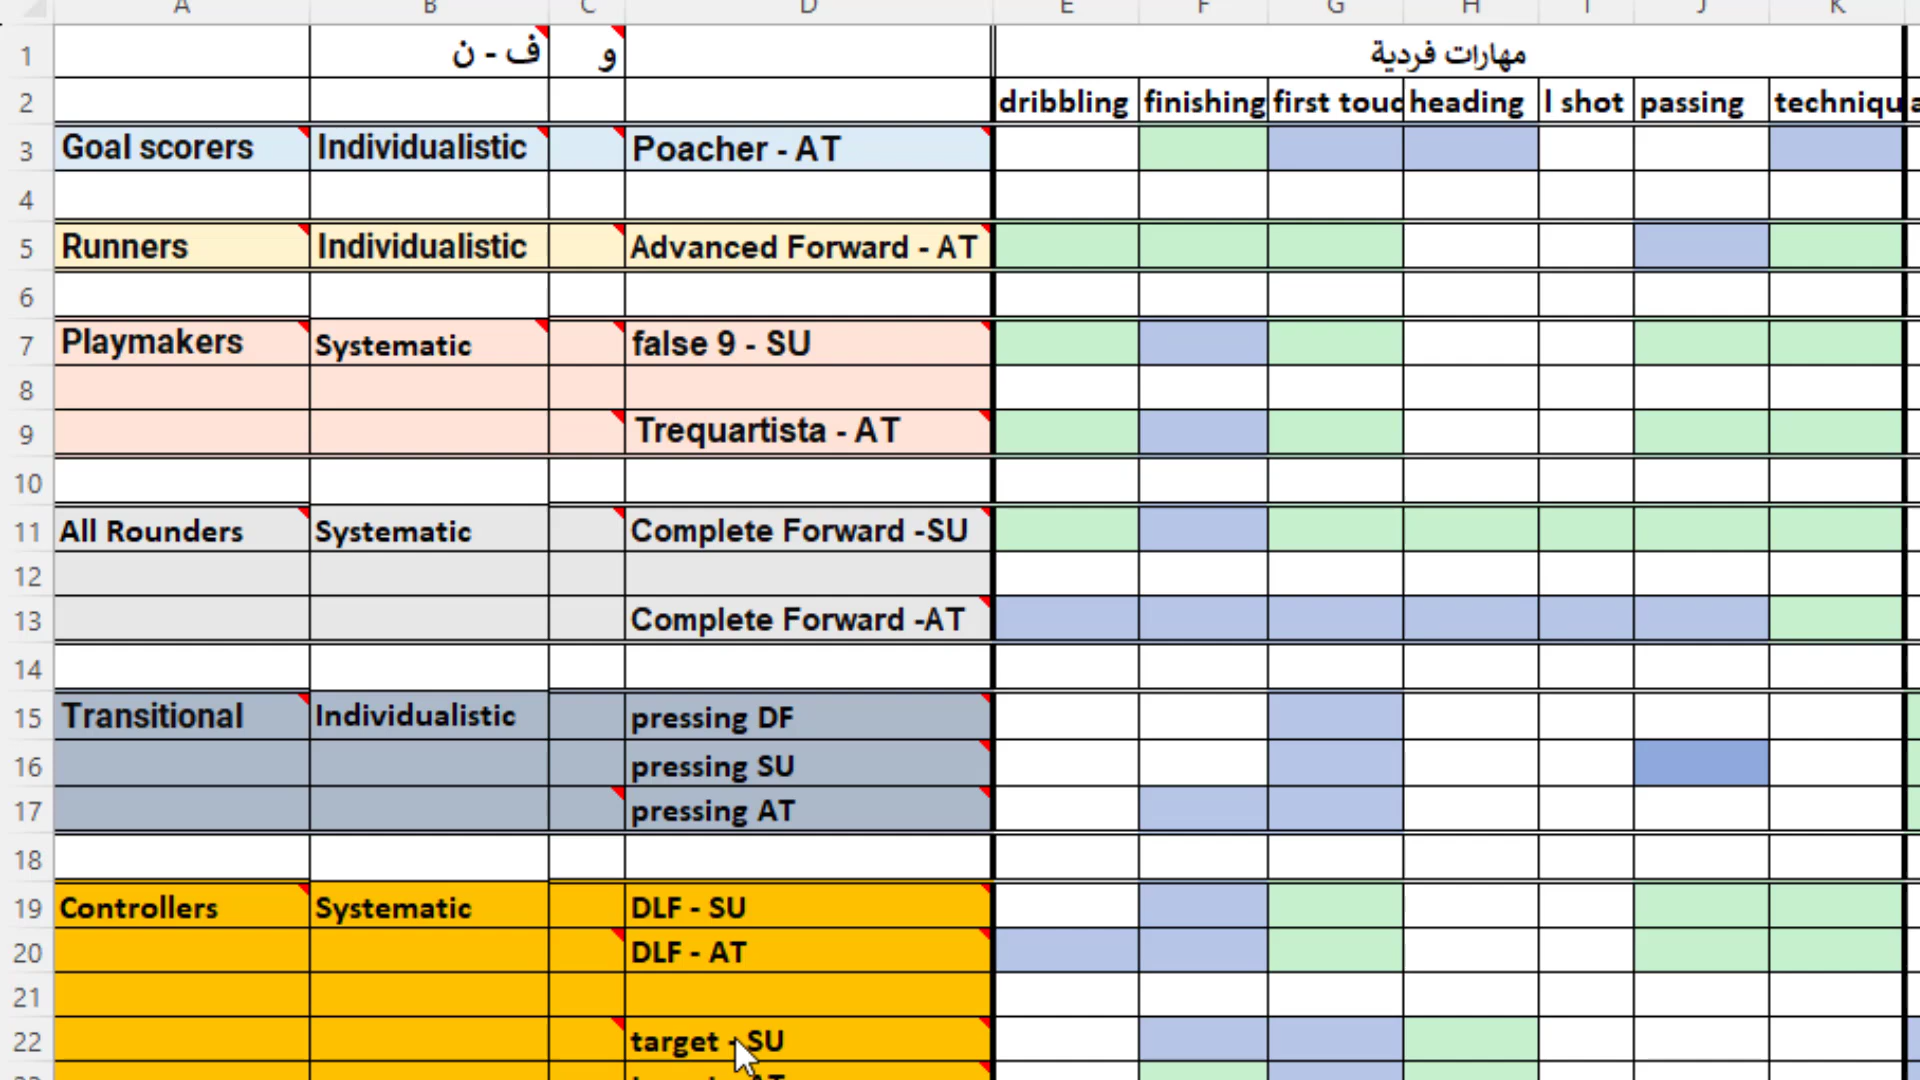 A B C D E F G H I J K
1 ف - ن و مهارات فردية
2 dribbling finishing first touc heading l shot passing techniqu
3 Goal scorers Individualistic Poacher - AT
4
5 Runners Individualistic Advanced Forward - AT
6
7 Playmakers Systematic false 9 - SU
8
9 Trequartista - AT
10
11 All Rounders Systematic Complete Forward -SU
12
13 Complete Forward -AT
14
15 Transitional Individualistic pressing DF
16 pressing SU
17 pressing AT
18
19 Controllers Systematic DLF - SU
20 DLF - AT
21
22 target - SU